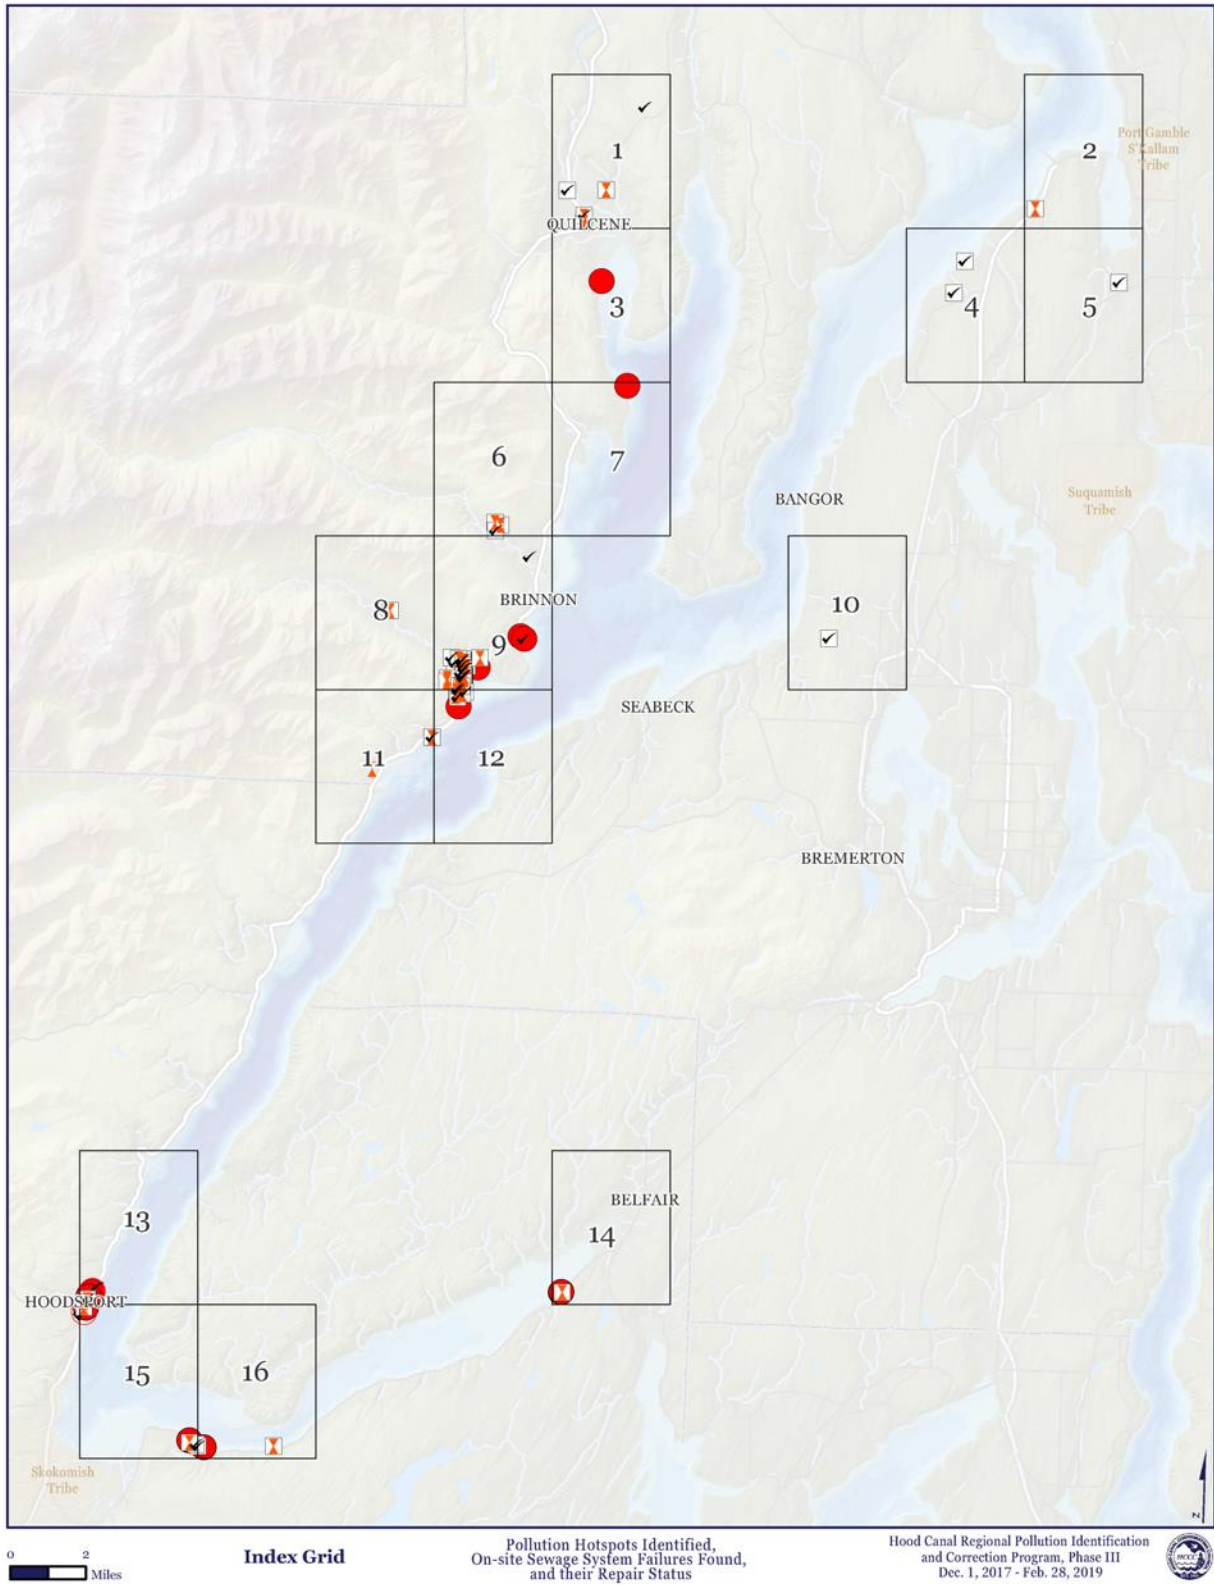 1
2
Port Gamble
S'Kallam
Tribe
QUILCENE
3
4
5
6
7
BANGOR
Suquamish
Tribe
8
BRINNON
9
10
SEABECK
11
12
BREMERTON
13
BELFAIR
14
HOODSPORT
15
16
Skokomish
Tribe
N
0 2
Miles
Index Grid
Pollution Hotspots Identified,
On-site Sewage System Failures Found,
and their Repair Status
Hood Canal Regional Pollution Identification
and Correction Program, Phase III
Dec. 1, 2017 - Feb. 28, 2019